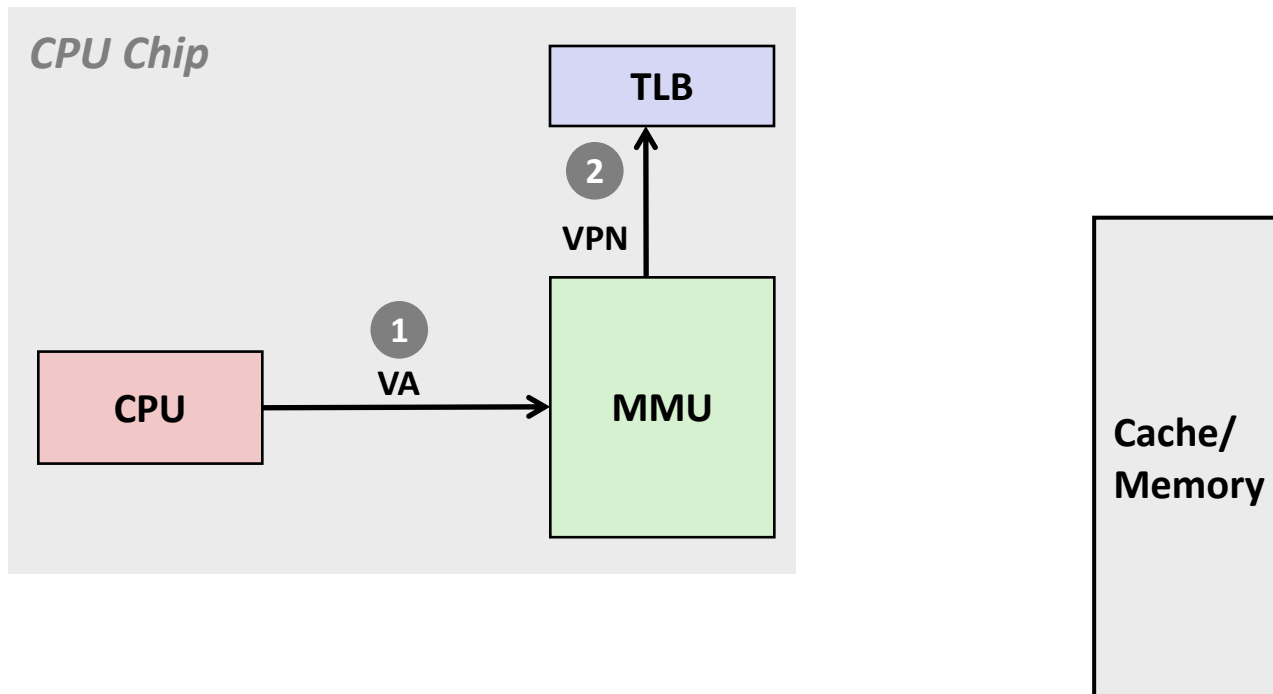 CPU Chip
TLB
2
VPN
1
VA
CPU
MMU
Cache/
Memory